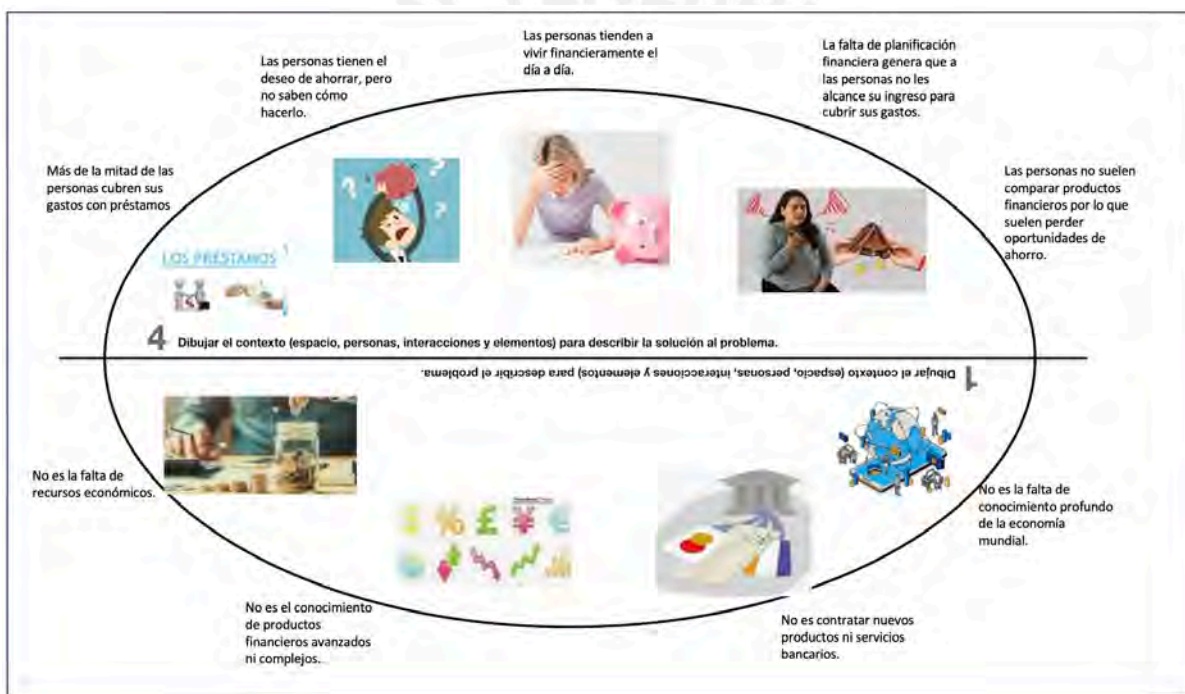 Las personas tienden a
vivir financieramente el
día a día.
Las personas tienen el
deseo de ahorrar, pero
no saben cómo
hacerlo.
La falta de planificación
financiera genera que a
las personas no les
alcance su ingreso para
cubrir sus gastos.
Más de la mitad de las
personas cubren sus
gastos con préstamos
Las personas no suelen
comparar productos
financieros por lo que
suelen perder
oportunidades de
ahorro.
LOS PRÉSTAMOS
4 Dibujar el contexto (espacio, personas, interacciones y elementos) para describir la solución al problema.
1 Dibujar el contexto (espacio, personas, interacciones y elementos) para describir el problema.
No es la falta de
recursos económicos.
No es la falta de
conocimiento profundo
de la economía
mundial.
No es el conocimiento
de productos
financieros avanzados
ni complejos.
No es contratar nuevos
productos ni servicios
bancarios.